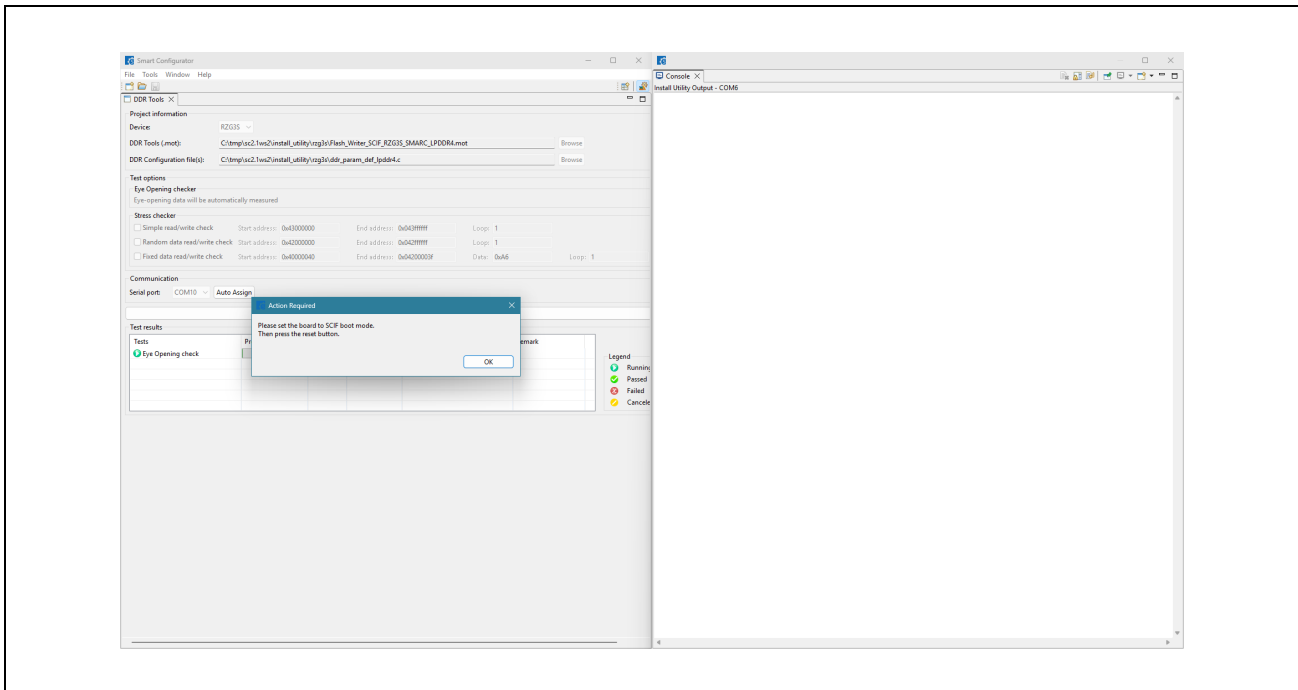 Smart Configurator
File Tools Window Help
DDR Tools
Project information
Device: RZG3S
DDR Tools (.mot): C:\tmp\sc2.1ws2\install_utility\rzg3s\Flash_Writer_SCIF_RZG3S_SMARC_LPDDR4.mot Browse
DDR Configuration file(s): C:\tmp\sc2.1ws2\install_utility\rzg3s\ddr_param_def_lpddr4.c Browse
Test options
Eye Opening checker
Eye-opening data will be automatically measured
Stress checker
Simple read/write check Start address: 0x43000000 End address: 0x043fffff Loop: 1
Random data read/write check Start address: 0x42000000 End address: 0x042fffff Loop: 1
Fixed data read/write check Start address: 0x40000040 End address: 0x04200003f Data: 0xA6 Loop: 1
Communication
Serial port: COM10 Auto Assign
Action Required
Please set the board to SCIF boot mode.
Then press the reset button.
OK
Test results
Tests Pr emark
Eye Opening check
Legend
Running
Passed
Failed
Cancele
Console
Install Utility Output - COM6